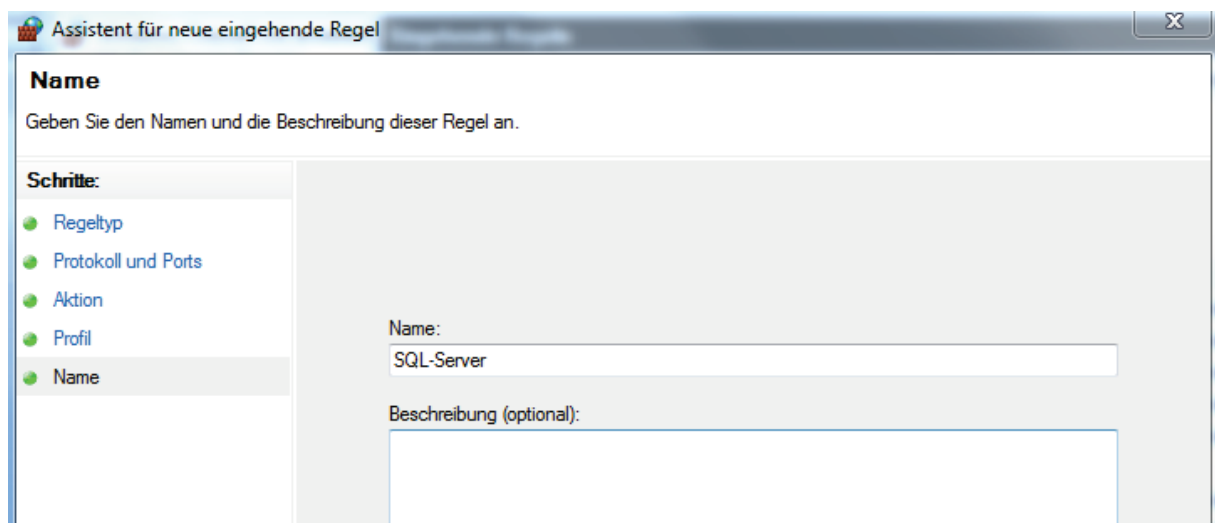 Assistent für neue eingehende Regel
Name
Geben Sie den Namen und die Beschreibung dieser Regel an.
Schritte:
Regeltyp
Protokoll und Ports
Aktion
Profil
Name
Name:
SQL-Server
Beschreibung (optional):